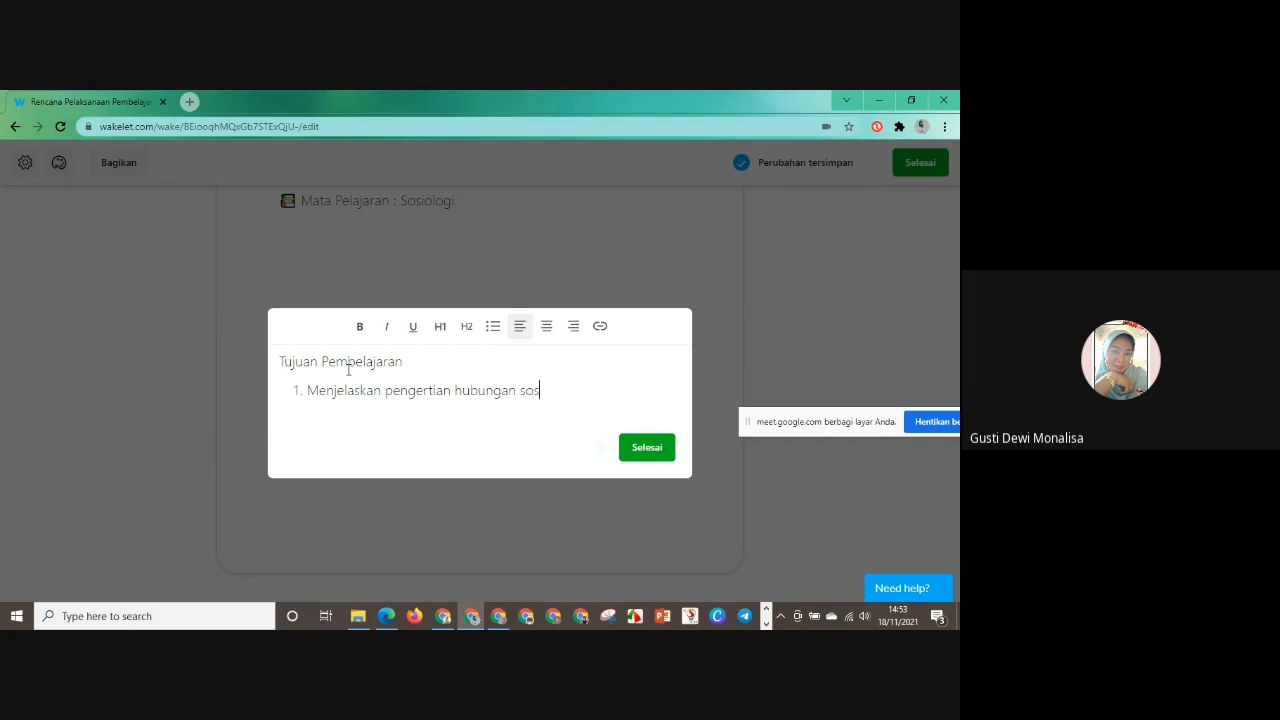 Rencana Pelaksanaan Pembelaja
wakelet.com/wake/BEiooqhMQxGb7STExQjU-/edit
Bagikan
Perubahan tersimpan
Selesai
Mata Pelajaran : Sosiologi
B I U H1 H2
Tujuan Pembelajaran
1. Menjelaskan pengertian hubungan sos
meet.google.com berbagi layar Anda.
Hentikan be
Gusti Dewi Monalisa
Selesai
Need help?
Type here to search
14:53
18/11/2021
3